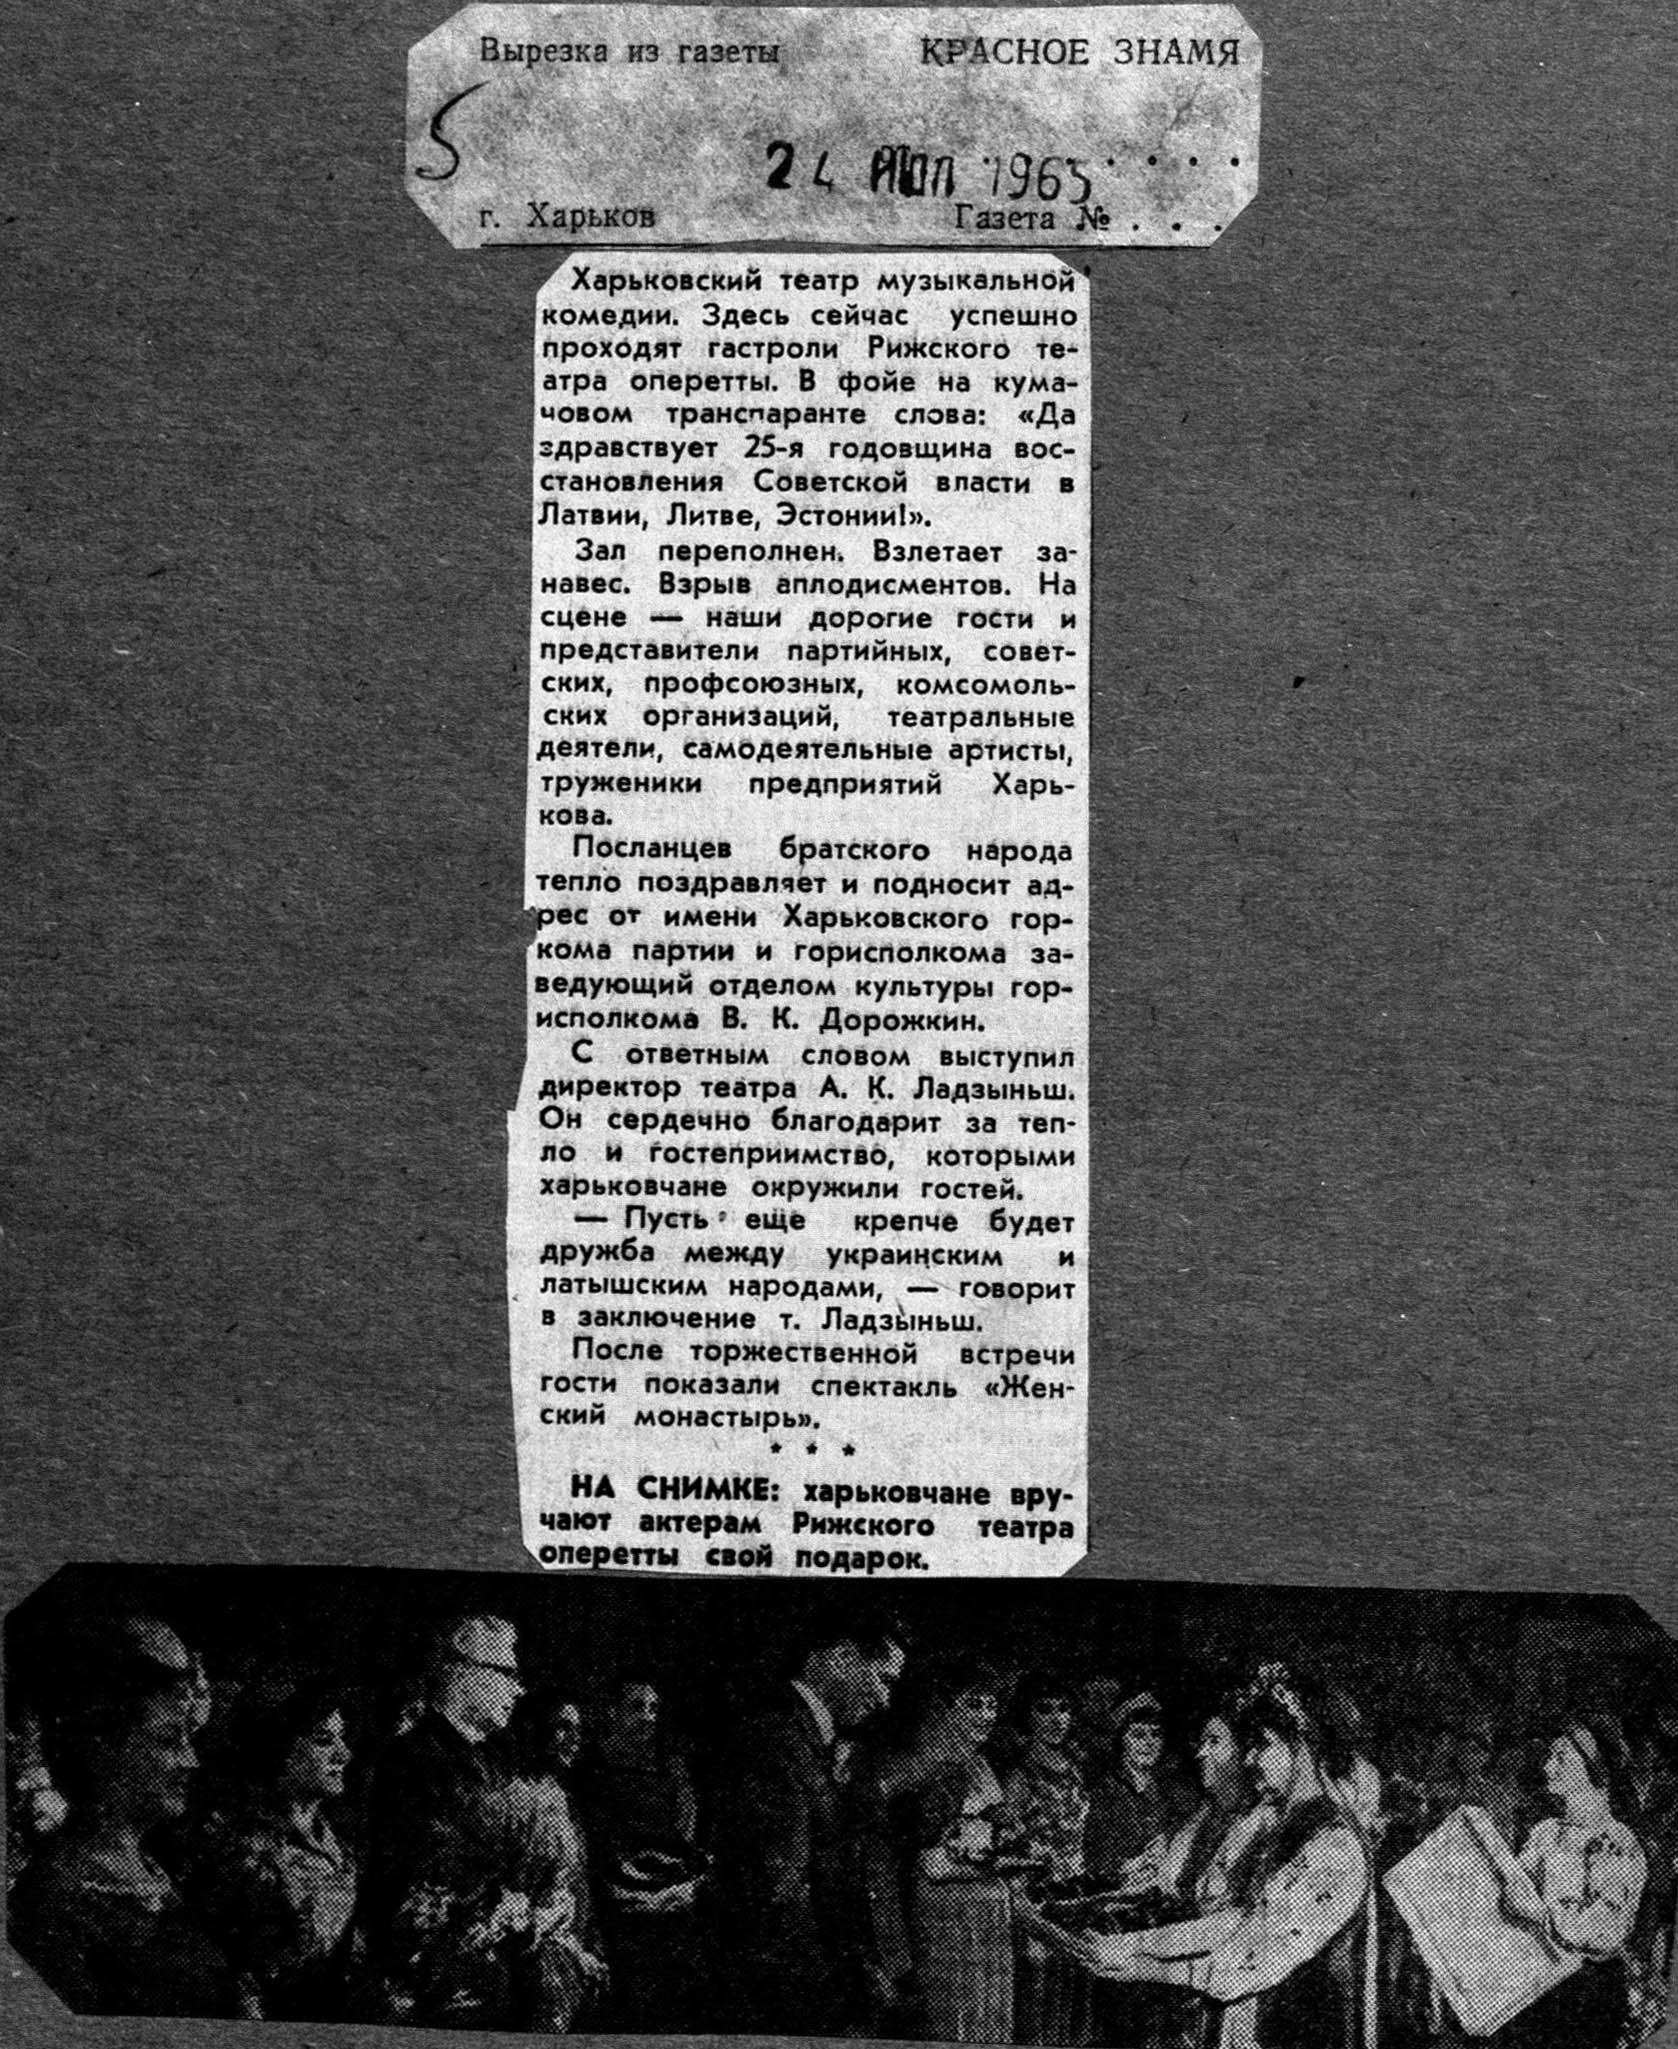 Вырезка из газеты КРАСНОЕ ЗНАМЯ
5
24 ИЮЛ 1965 . . . .
г. Харьков Газета № . . .
Харьковский театр музыкальной
комедии. Здесь сейчас успешно
проходят гастроли Рижского те-
атра оперетты. В фойе на кума-
човом транспаранте слова: «Да
здравствует 25-я годовщина вос-
становления Советской власти в
Латвии, Литве, Эстонии!».
Зал переполнен. Взлетает за-
навес. Взрыв аплодисментов. На
сцене — наши дорогие гости и
представители партийных, совет-
ских, профсоюзных, комсомоль-
ских организаций, театральные
деятели, самодеятельные артисты,
труженики предприятий Харь-
кова.
Посланцев братского народа
тепло поздравляет и подносит ад-
рес от имени Харьковского гор-
кома партии и горисполкома за-
ведующий отделом культуры гор-
исполкома В. К. Дорожкин.
С ответным словом выступил
директор театра А. К. Ладзыньш.
Он сердечно благодарит за теп-
ло и гостеприимство, которыми
харьковчане окружили гостей.
— Пусть еще крепче будет
дружба между украинским и
латышским народами, — говорит
в заключение т. Ладзыньш.
После торжественной встречи
гости показали спектакль «Жен-
ский монастырь».
* * *
НА СНИМКЕ: харьковчане вру-
чают актерам Рижского театра
оперетты свой подарок.